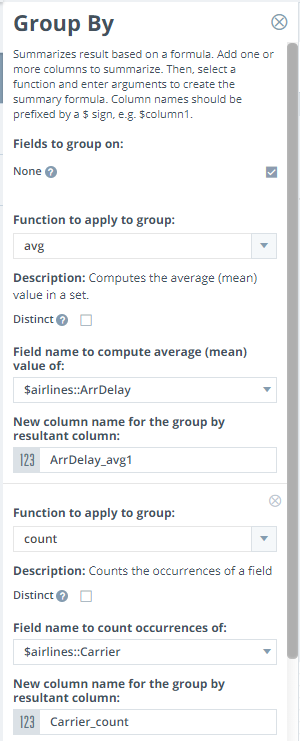 Group By
Summarizes result based on a formula. Add one or
more columns to summarize. Then, select a
function and enter arguments to create the
summary formula. Column names should be
prefixed by a $ sign, e.g. $column1.
Fields to group on:
None ?
Function to apply to group:
avg
Description: Computes the average (mean)
value in a set.
Distinct ?
Field name to compute average (mean)
value of:
$airlines::ArrDelay
New column name for the group by
resultant column:
123 ArrDelay_avg1
Function to apply to group:
count
Description: Counts the occurrences of a field
Distinct ?
Field name to count occurrences of:
$airlines::Carrier
New column name for the group by
resultant column:
123 Carrier_count